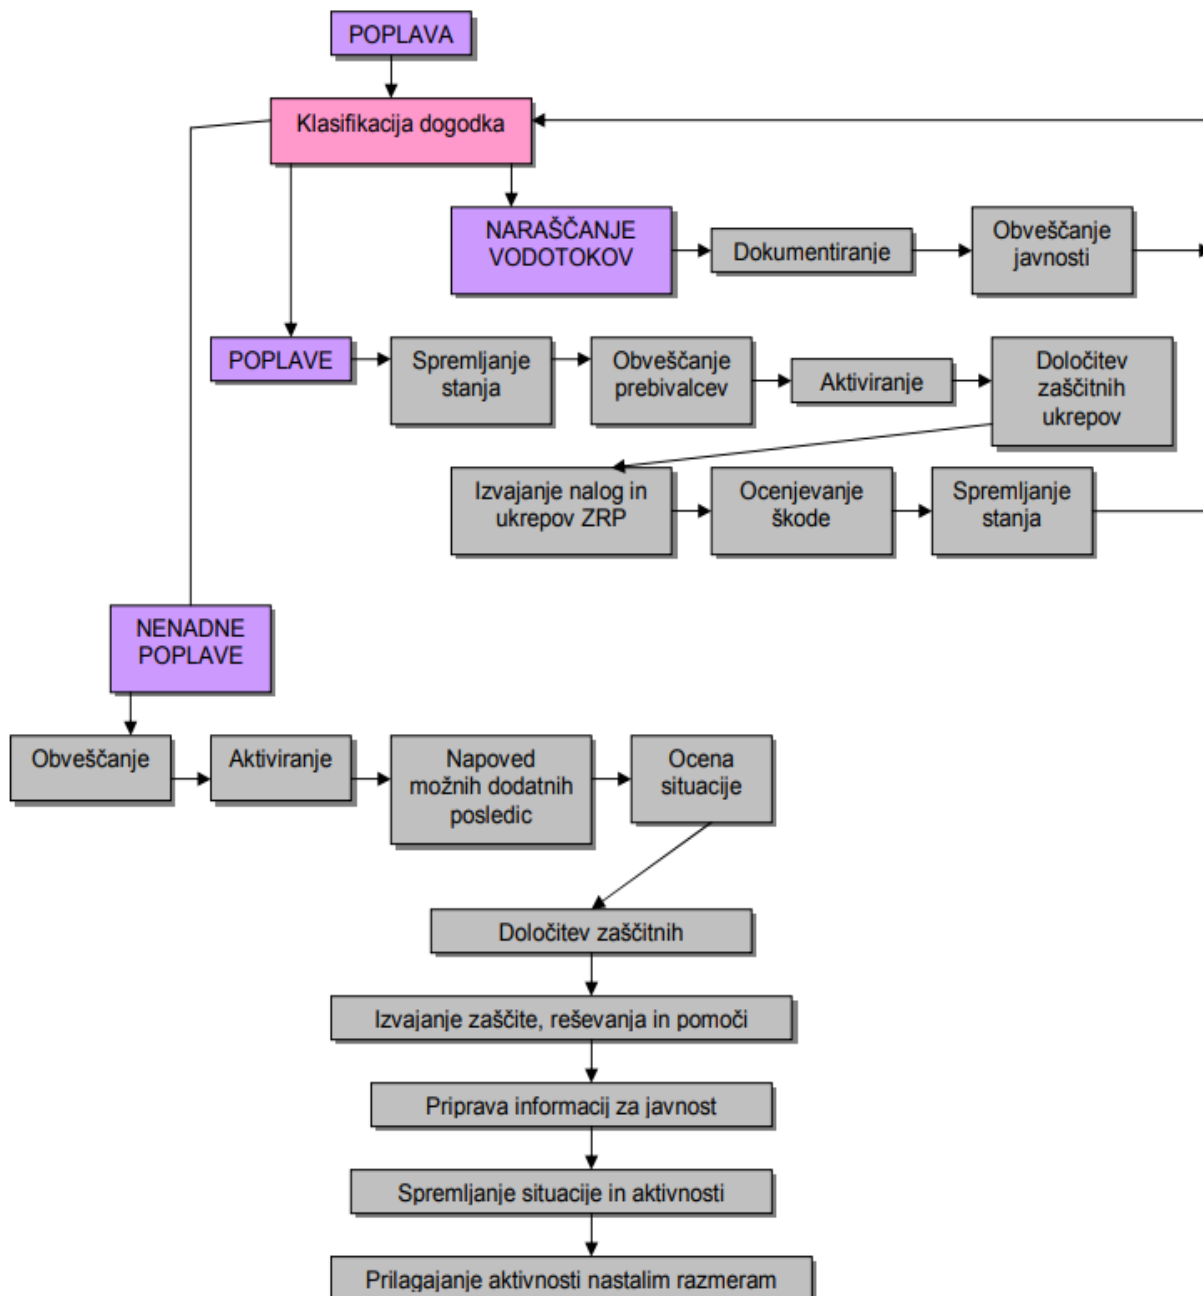 POPLAVA
Klasifikacija dogodka
NARAŠČANJE
VODOTOKOV
Dokumentiranje
Obveščanje
javnosti
POPLAVE
Spremljanje
stanja
Obveščanje
prebivalcev
Aktiviranje
Določitev
zaščitnih
ukrepov
Izvajanje nalog in
ukrepov ZRP
Ocenjevanje
škode
Spremljanje
stanja
NENADNE
POPLAVE
Obveščanje
Aktiviranje
Napoved
možnih dodatnih
posledic
Ocena
situacije
Določitev zaščitnih
Izvajanje zaščite, reševanja in pomoči
Priprava informacij za javnost
Spremljanje situacije in aktivnosti
Prilagajanje aktivnosti nastalim razmeram